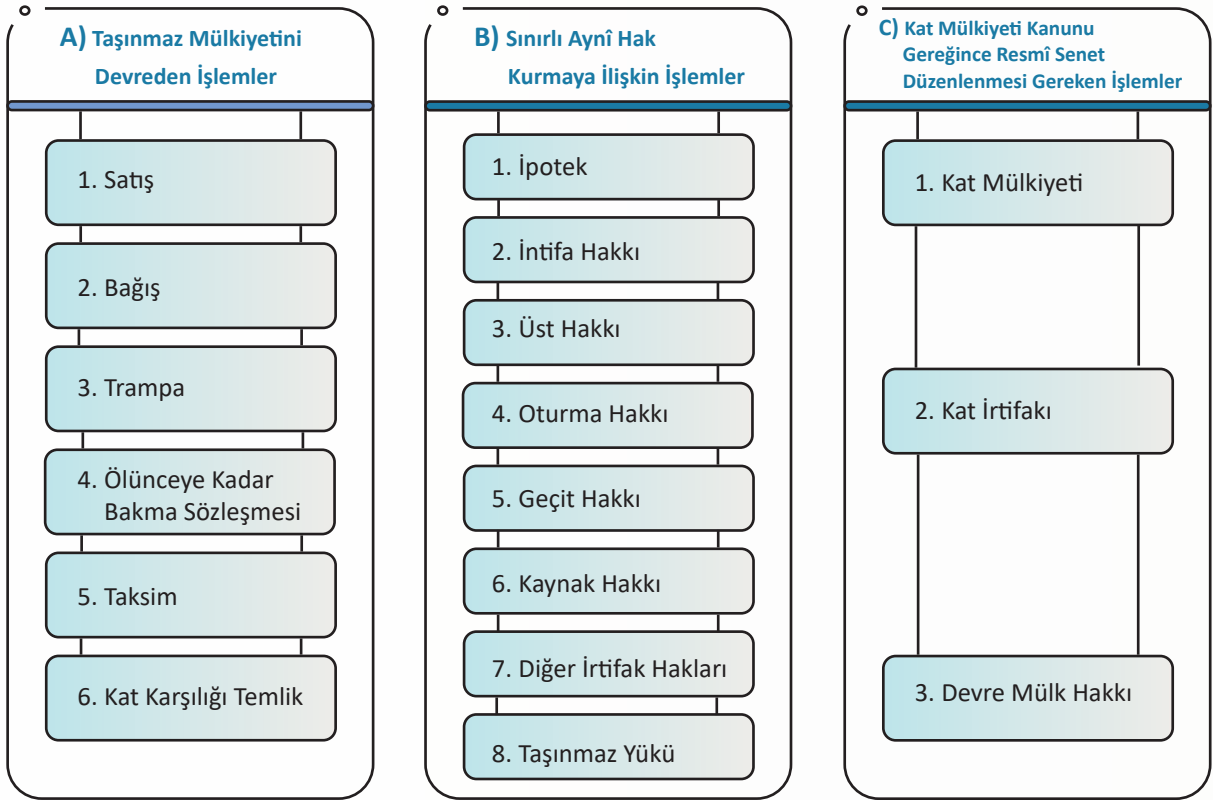 A) Taşınmaz Mülkiyetini
Devreden İşlemler
1. Satış
2. Bağış
3. Trampa
4. Ölünceye Kadar
Bakma Sözleşmesi
5. Taksim
6. Kat Karşılığı Temlik
B) Sınırlı Aynî Hak
Kurmaya İlişkin İşlemler
1. İpotek
2. İntifa Hakkı
3. Üst Hakkı
4. Oturma Hakkı
5. Geçit Hakkı
6. Kaynak Hakkı
7. Diğer İrtifak Hakları
8. Taşınmaz Yükü
C) Kat Mülkiyeti Kanunu
Gereğince Resmî Senet
Düzenlenmesi Gereken İşlemler
1. Kat Mülkiyeti
2. Kat İrtifakı
3. Devre Mülk Hakkı